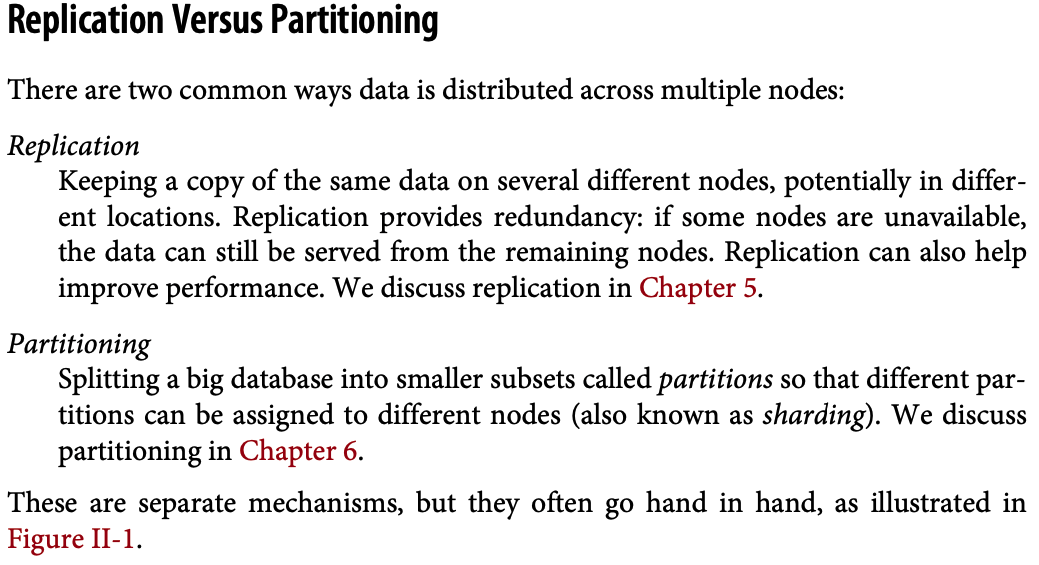 Replication Versus Partitioning
There are two common ways data is distributed across multiple nodes:
Replication
Keeping a copy of the same data on several different nodes, potentially in differ-
ent locations. Replication provides redundancy: if some nodes are unavailable,
the data can still be served from the remaining nodes. Replication can also help
improve performance. We discuss replication in Chapter 5.
Partitioning
Splitting a big database into smaller subsets called partitions so that different par-
titions can be assigned to different nodes (also known as sharding). We discuss
partitioning in Chapter 6.
These are separate mechanisms, but they often go hand in hand, as illustrated in
Figure II-1.